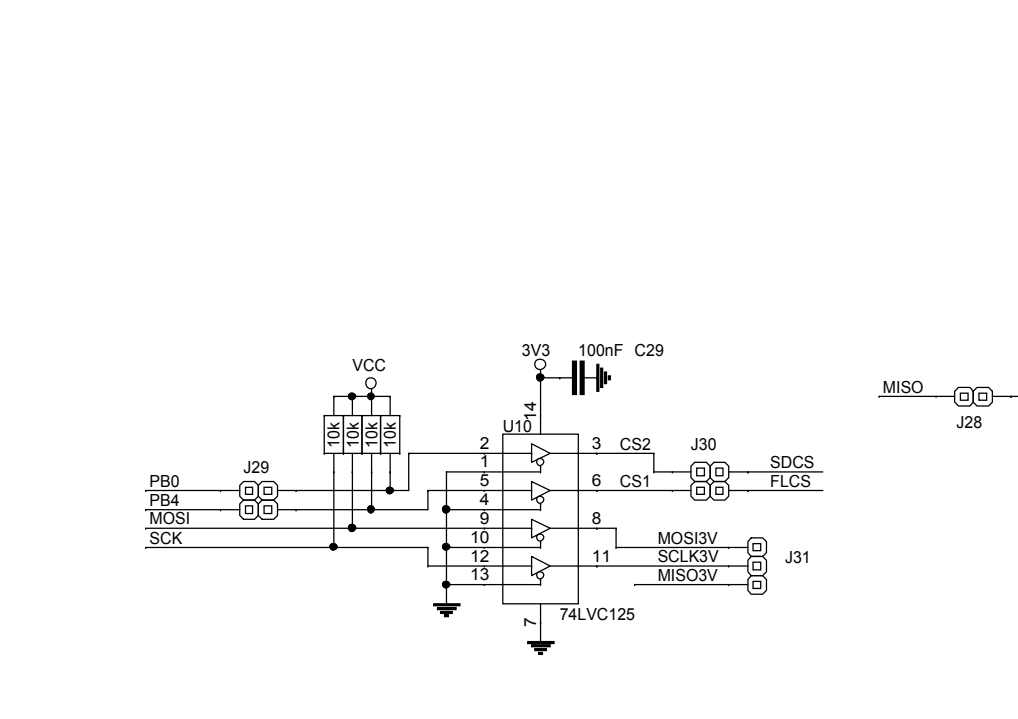 3V3
100nF C29
VCC
MISO
14
J28
U10
10k 10k 10k 10k
2
3 CS2
J30
1
J29
SDCS
PB0
5
6 CS1
FLCS
PB4
4
MOSI
9
8
SCK
10
MOSI3V
12
11
SCLK3V
J31
13
MISO3V
7
74LVC125